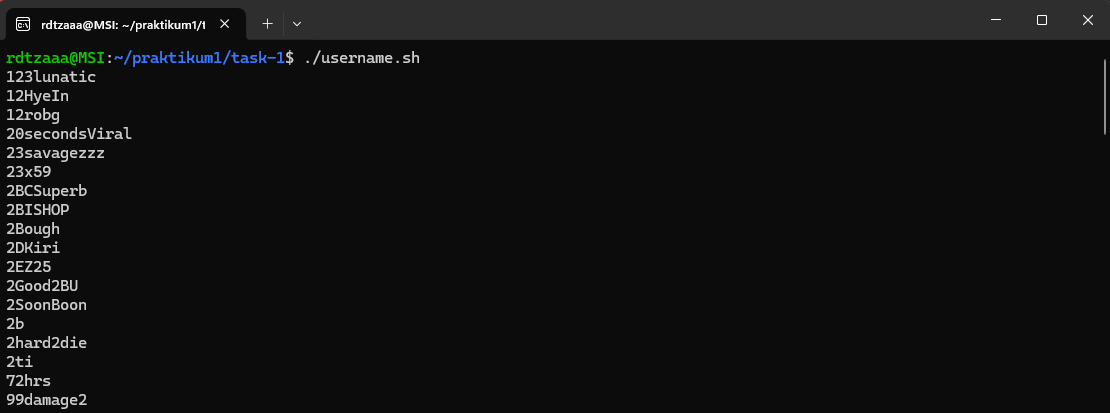 rdtzaaa@MSI: ~/praktikum1/t
rdtzaaa@MSI:~/praktikum1/task-1$ ./username.sh
123lunatic
12HyeIn
12robg
20secondsViral
23savagezzz
23x59
2BCSuperb
2BISHOP
2Bough
2DKiri
2EZ25
2Good2BU
2SoonBoon
2b
2hard2die
2ti
72hrs
99damage2